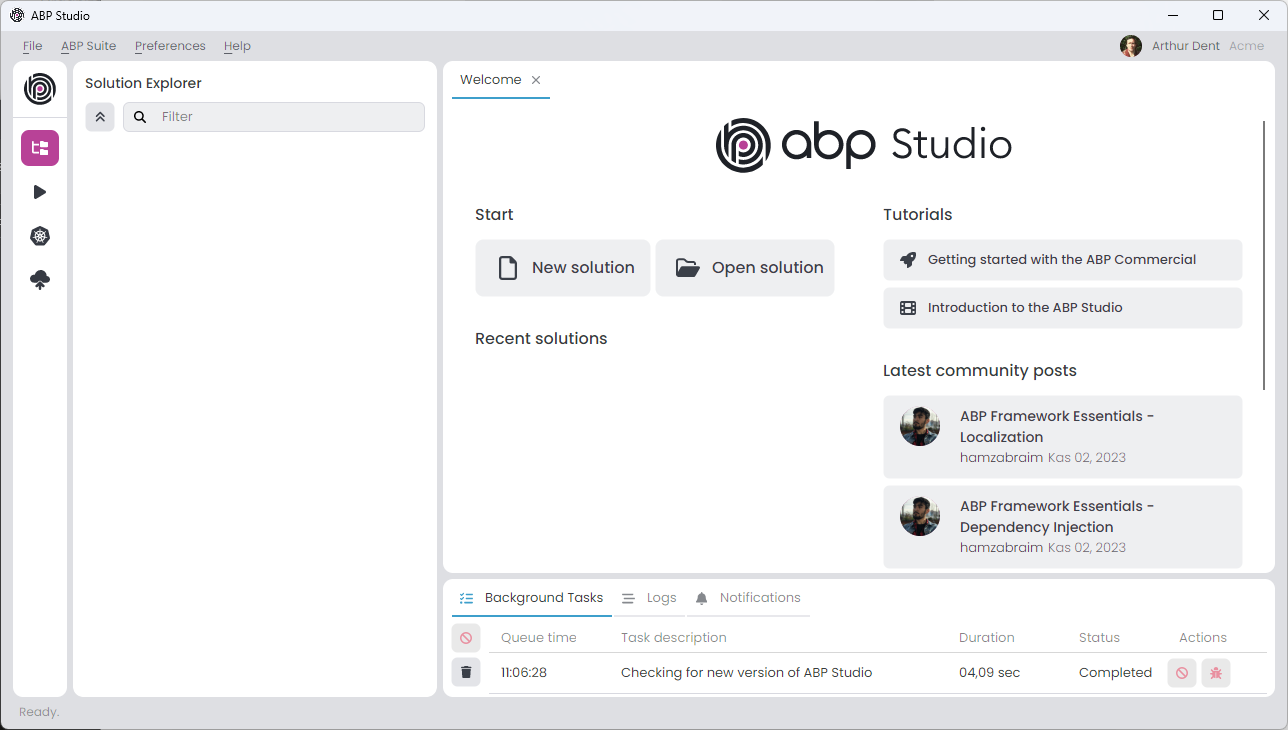 ABP Studio
File ABP Suite Preferences Help Arthur Dent Acme
Solution Explorer
Filter
Welcome
abp Studio
Start
New solution Open solution
Recent solutions
Tutorials
Getting started with the ABP Commercial
Introduction to the ABP Studio
Latest community posts
ABP Framework Essentials -
Localization
hamzabraim Kas 02, 2023
ABP Framework Essentials -
Dependency Injection
hamzabraim Kas 02, 2023
Background Tasks Logs Notifications
Queue time Task description Duration Status Actions
11:06:28 Checking for new version of ABP Studio 04,09 sec Completed
Ready.